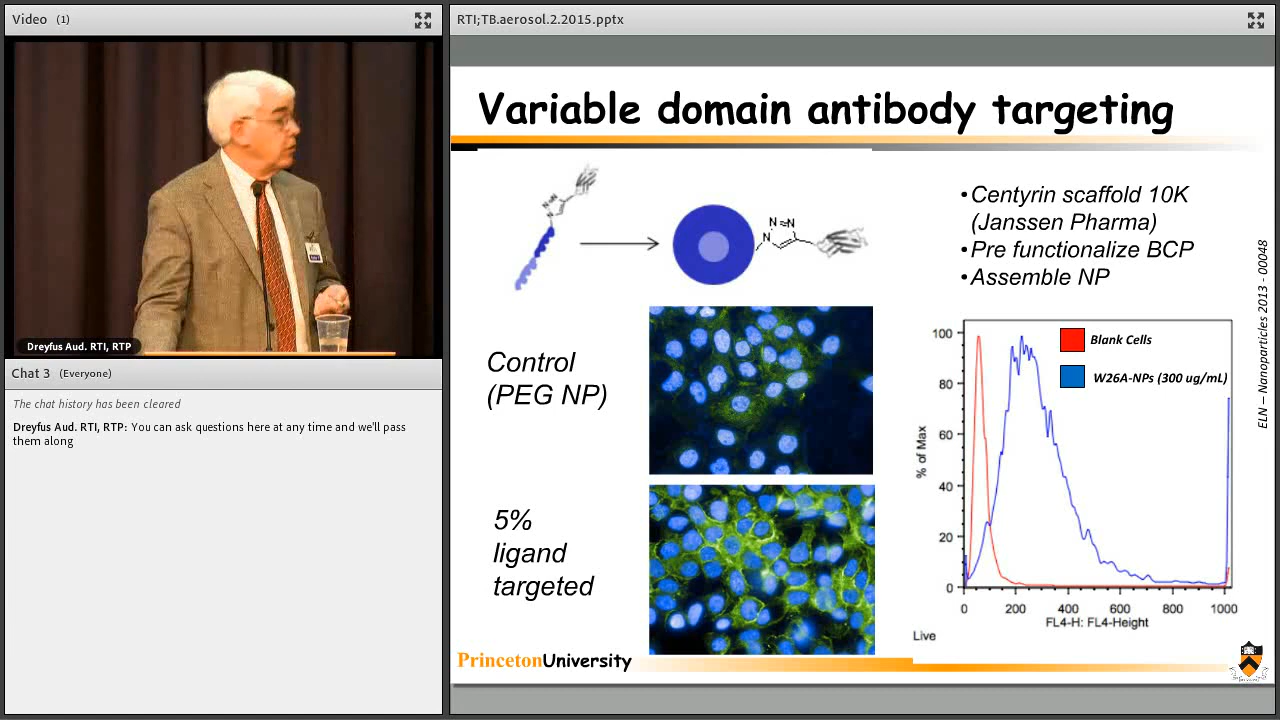 Video (1)
Dreyfus Aud. RTI, RTP
Chat 3 (Everyone)
The chat history has been cleared
Dreyfus Aud. RTI, RTP: You can ask questions here at any time and we'll pass
them along
RTI;TB.aerosol.2.2015.pptx
Variable domain antibody targeting
N
N=N
N
N=N
•Centyrin scaffold 10K
(Janssen Pharma)
•Pre functionalize BCP
•Assemble NP
Control
(PEG NP)
5%
ligand
targeted
ELN – Nanoparticles 2013 - 00048
Blank Cells
W26A-NPs (300 ug/mL)
% of Max
100
80
60
40
20
0
0 200 400 600 800 1000
FL4-H: FL4-Height
Live
PrincetonUniversity